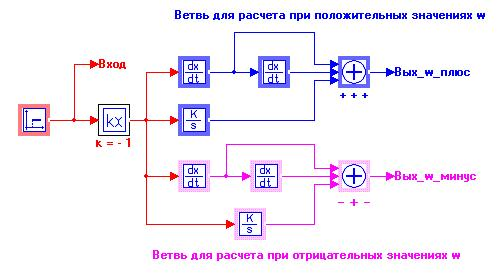 Ветвь для расчета при положительных значениях w
Вход
dx
dt
dx
dt
Вых_w_плюс
+ + +
kx
к = - 1
K
s
dx
dt
dx
dt
Вых_w_минус
- + -
K
s
Ветвь для расчета при отрицательных значениях w